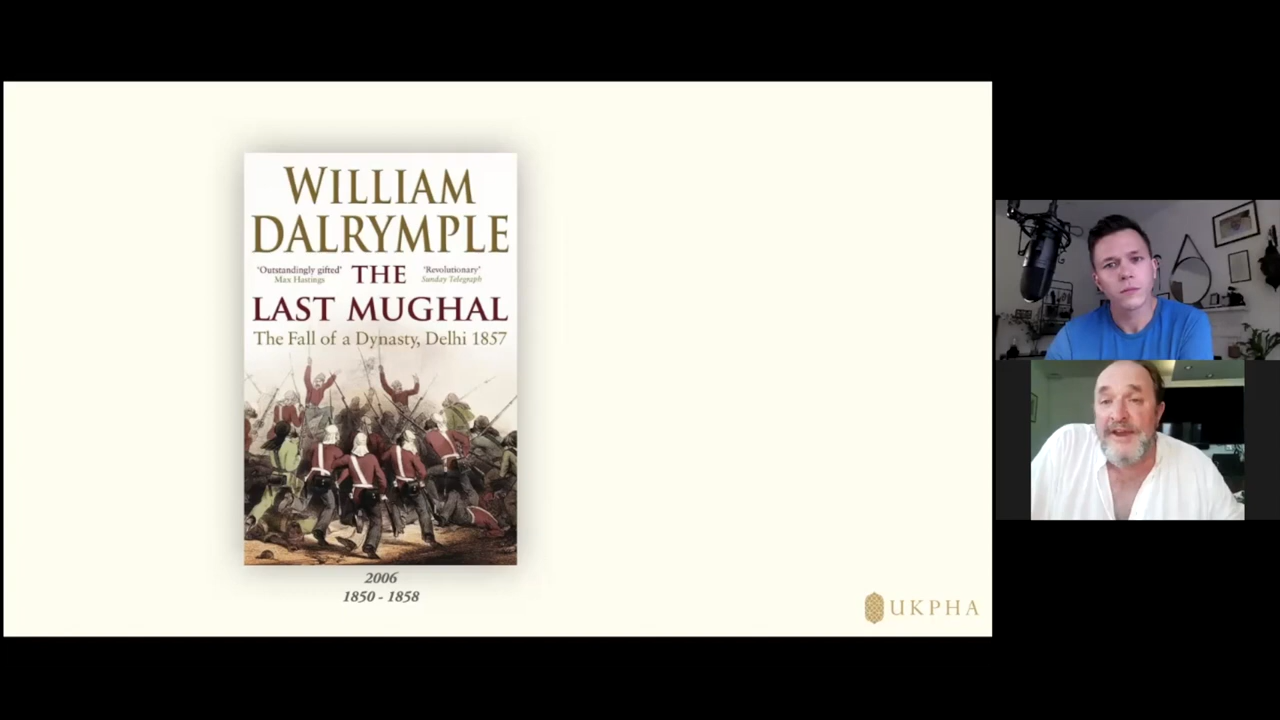 WILLIAM
DALRYMPLE
'Outstandingly gifted'
Max Hastings
THE
'Revolutionary'
Sunday Telegraph
LAST MUGHAL
The Fall of a Dynasty, Delhi 1857
2006
1850 - 1858
UKPHA